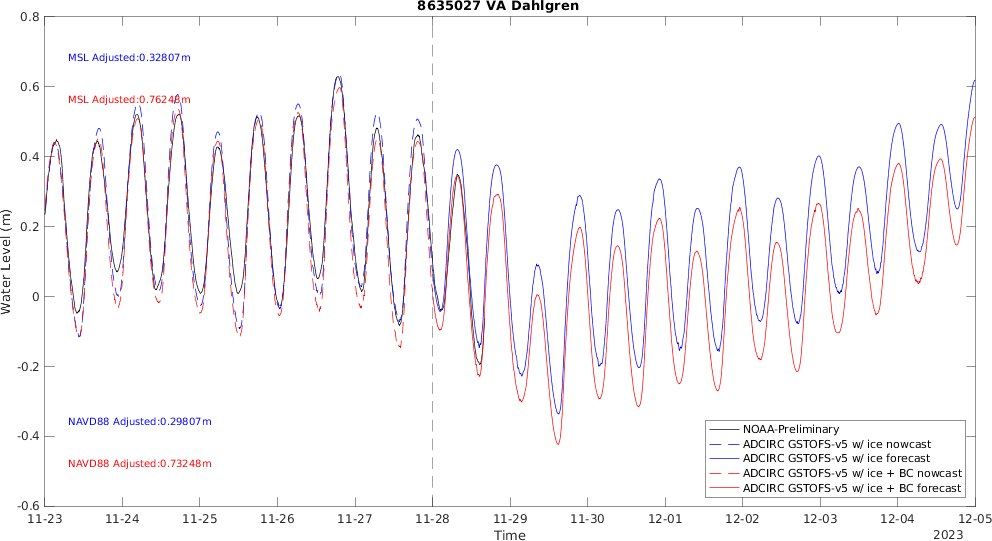 8635027 VA Dahlgren
0.8
0.6
0.4
0.2
0
-0.2
-0.4
-0.6
Water Level (m)
MSL Adjusted:0.32807m
MSL Adjusted:0.76248m
NAVD88 Adjusted:0.29807m
NAVD88 Adjusted:0.73248m
NOAA-Preliminary
ADCIRC GSTOFS-v5 w/ ice nowcast
ADCIRC GSTOFS-v5 w/ ice forecast
ADCIRC GSTOFS-v5 w/ ice + BC nowcast
ADCIRC GSTOFS-v5 w/ ice + BC forecast
11-23 11-24 11-25 11-26 11-27 11-28 11-29 11-30 12-01 12-02 12-03 12-04 12-05
Time
2023